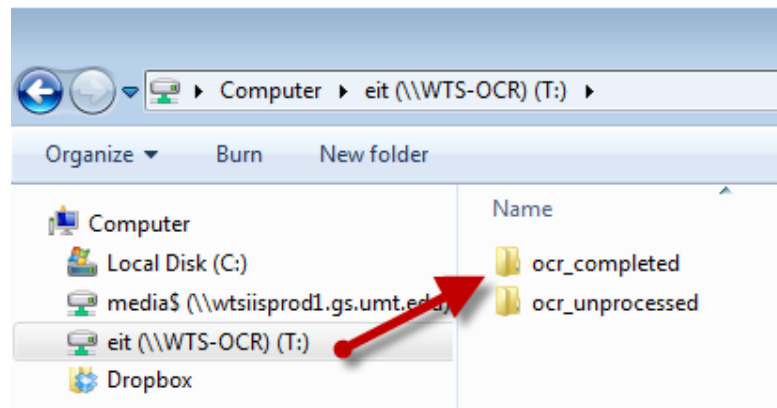 Computer eit (\\WTS-OCR) (T:)
Organize Burn New folder
Name
Computer
Local Disk (C:)
media$ (\\wtsiisprod1.gs.umt.edu)
eit (\\WTS-OCR) (T:)
Dropbox
ocr_completed
ocr_unprocessed